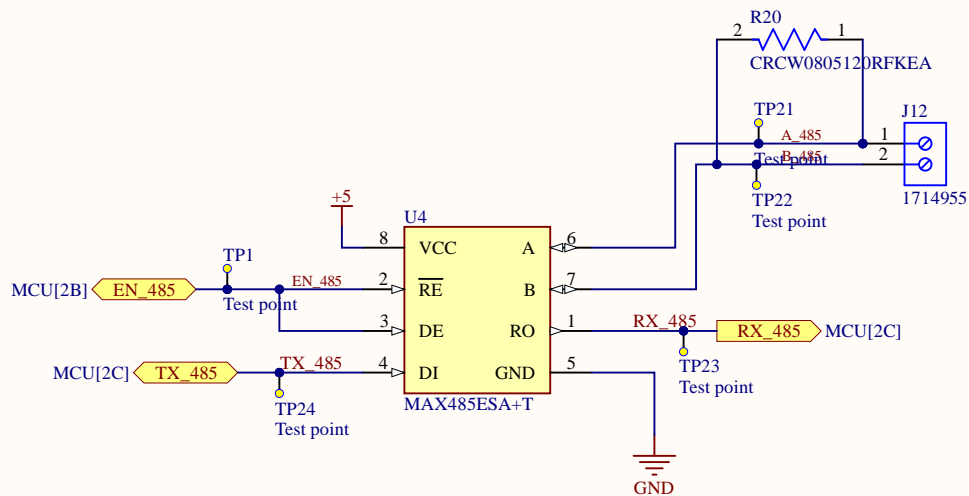 R20
2
1
CRCW0805120RFKEA
TP21
J12
A_485
1
Test point
B_485
2
TP22
1714955
Test point
+5
U4
8
VCC
A
6
TP1
MCU[2B]
EN_485
EN_485
2
RE
B
7
Test point
3
DE
RO
1
RX_485
RX_485
MCU[2C]
MCU[2C]
TX_485
TX_485
4
DI
GND
5
TP23
Test point
TP24
MAX485ESA+T
Test point
GND